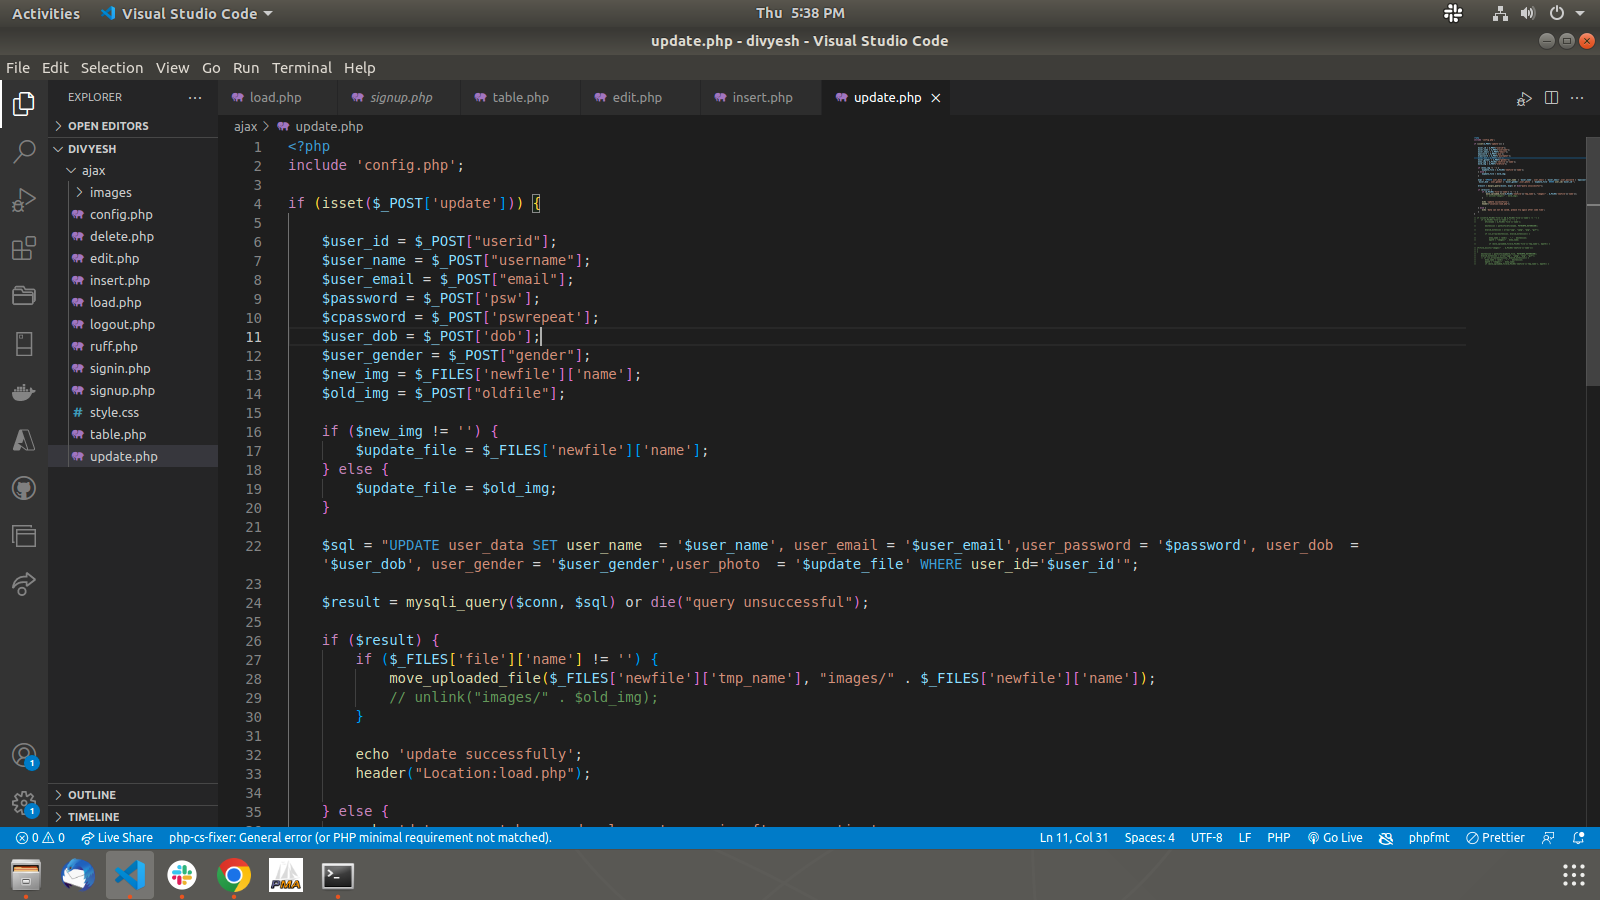 Activities Visual Studio Code Thu 5:38 PM
update.php - divyesh - Visual Studio Code
File Edit Selection View Go Run Terminal Help
EXPLORER
OPEN EDITORS
DIVYESH
ajax
images
config.php
delete.php
edit.php
insert.php
load.php
logout.php
ruff.php
signin.php
signup.php
style.css
table.php
update.php
OUTLINE
TIMELINE
load.php signup.php table.php edit.php insert.php update.php
ajax > update.php
1 <?php
2 include 'config.php';
3
4 if (isset($_POST['update'])) {
5
6 $user_id = $_POST["userid"];
7 $user_name = $_POST["username"];
8 $user_email = $_POST["email"];
9 $password = $_POST['psw'];
10 $cpassword = $_POST['pswrepeat'];
11 $user_dob = $_POST['dob'];
12 $user_gender = $_POST["gender"];
13 $new_img = $_FILES['newfile']['name'];
14 $old_img = $_POST["oldfile"];
15
16 if ($new_img != '') {
17 $update_file = $_FILES['newfile']['name'];
18 } else {
19 $update_file = $old_img;
20 }
21
22 $sql = "UPDATE user_data SET user_name  = '$user_name', user_email = '$user_email',user_password = '$password', user_dob  =
'$user_dob', user_gender = '$user_gender',user_photo  = '$update_file' WHERE user_id='$user_id'";
23
24 $result = mysqli_query($conn, $sql) or die("query unsuccessful");
25
26 if ($result) {
27 if ($_FILES['file']['name'] != '') {
28 move_uploaded_file($_FILES['newfile']['tmp_name'], "images/" . $_FILES['newfile']['name']);
29 // unlink("images/" . $old_img);
30 }
31
32 echo 'update successfully';
33 header("Location:load.php");
34
35 } else {
1
1
0 0 Live Share php-cs-fixer: General error (or PHP minimal requirement not matched). Ln 11, Col 31 Spaces: 4 UTF-8 LF PHP Go Live phpfmt Prettier
PMA